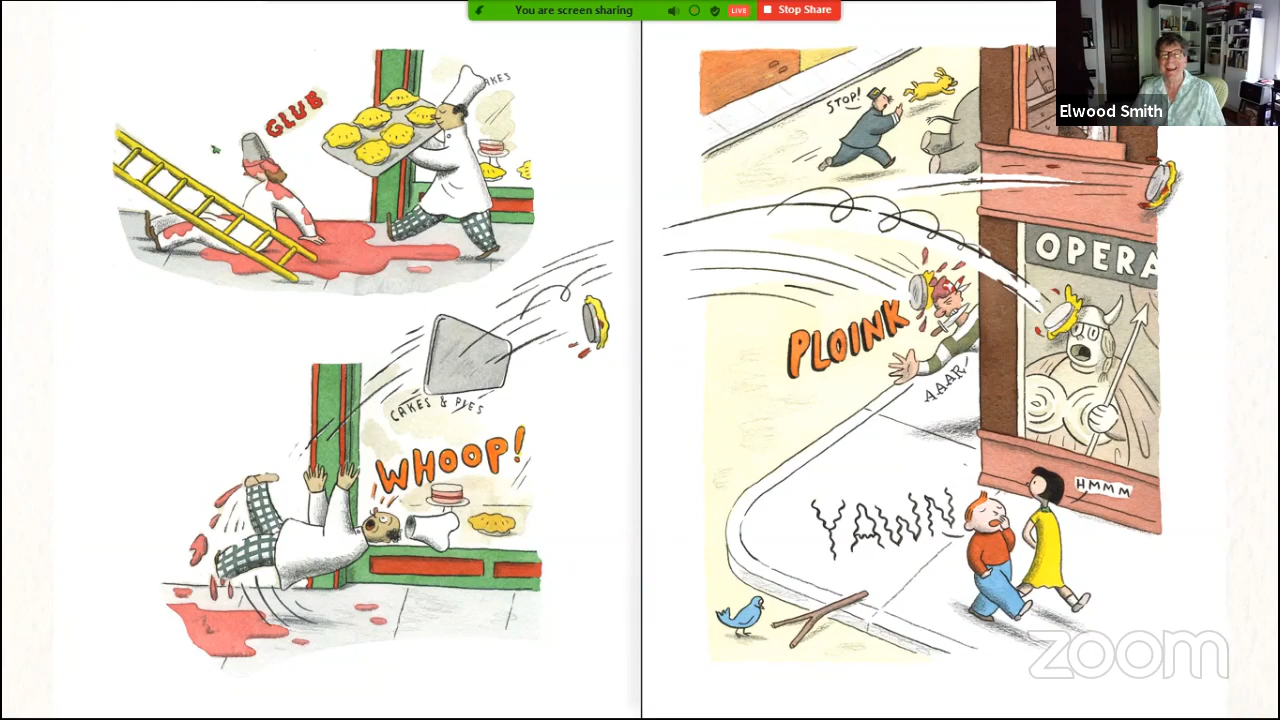 You are screen sharing
LIVE
Stop Share
Elwood Smith
GLUB
AKES
CAKES & PIES
WHOOP!
STOP!
OPERA
PLOINK
AAAR
HMMM
YAWN
zoom